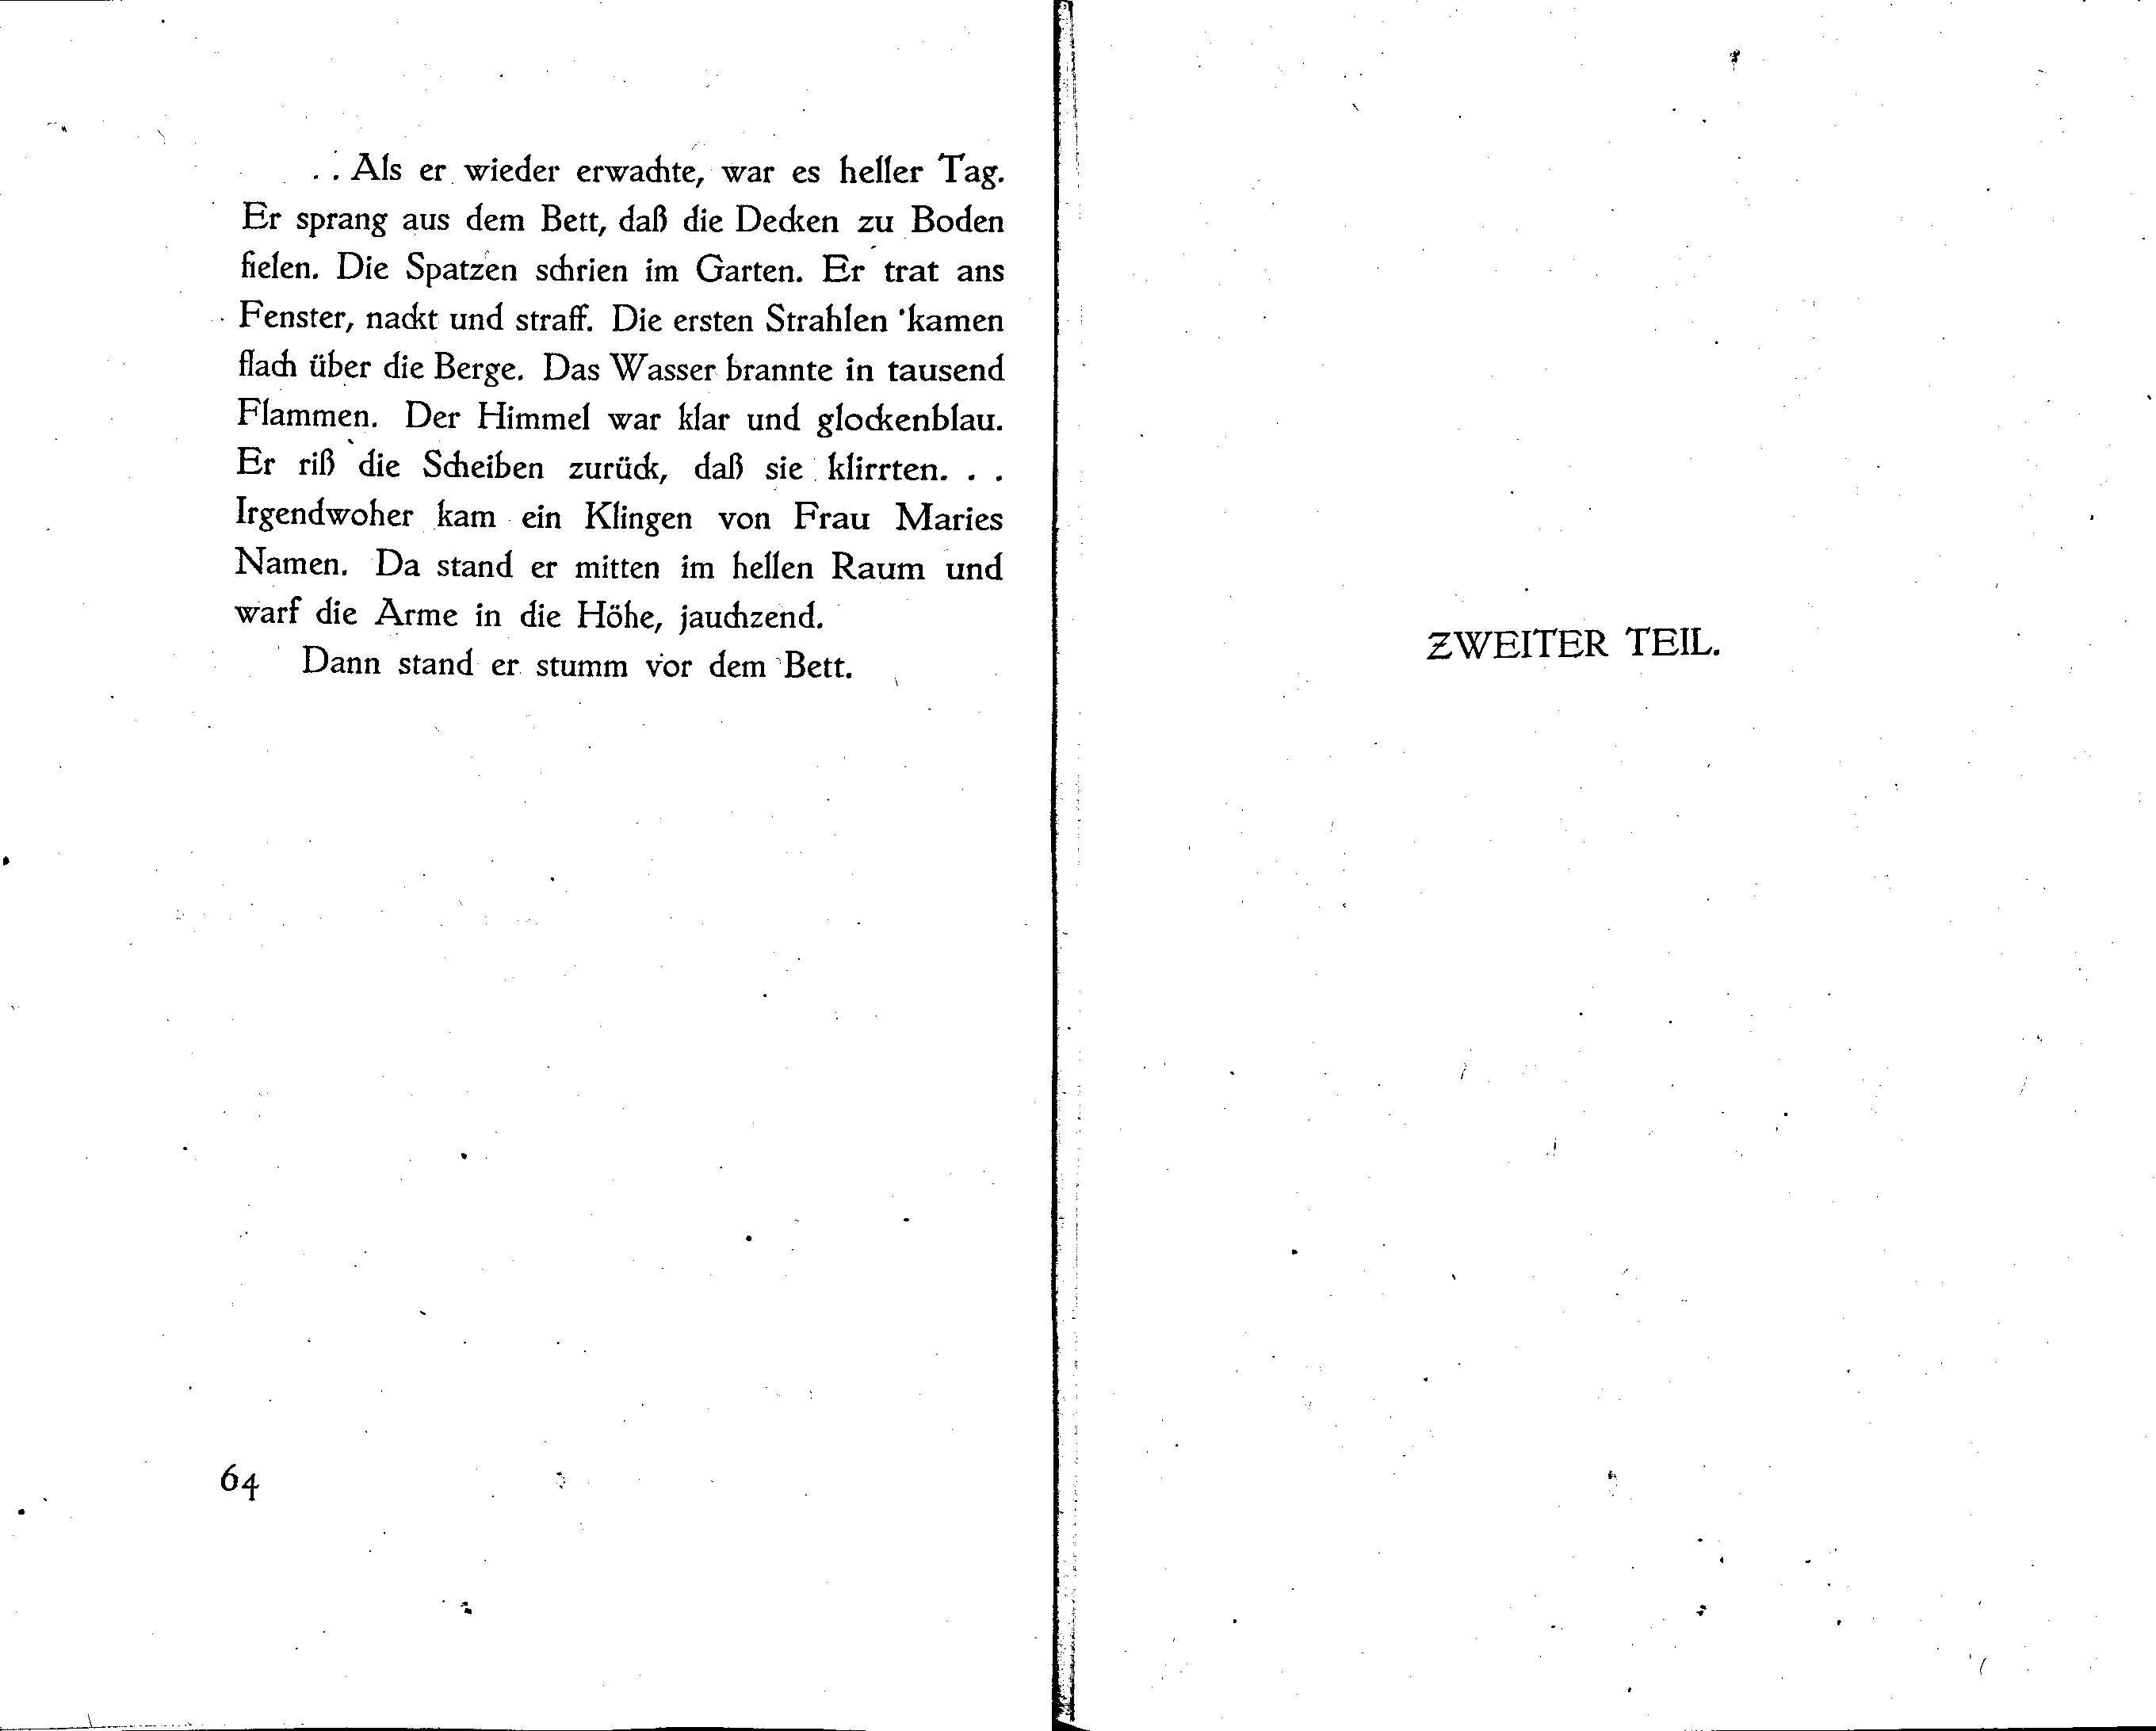 . . Als er wieder erwachte, war es heller Tag.
Er sprang aus dem Bett, daß die Decken zu Boden
fielen. Die Spatzen schrien im Garten. Er trat ans
Fenster, nackt und straff. Die ersten Strahlen kamen
flach über die Berge. Das Wasser brannte in tausend
Flammen. Der Himmel war klar und glockenblau.
Er riß die Scheiben zurück, daß sie klirrten. . .
Irgendwoher kam ein Klingen von Frau Maries
Namen. Da stand er mitten im hellen Raum und
warf die Arme in die Höhe, jauchzend.
Dann stand er stumm vor dem Bett.
64
ZWEITER TEIL.